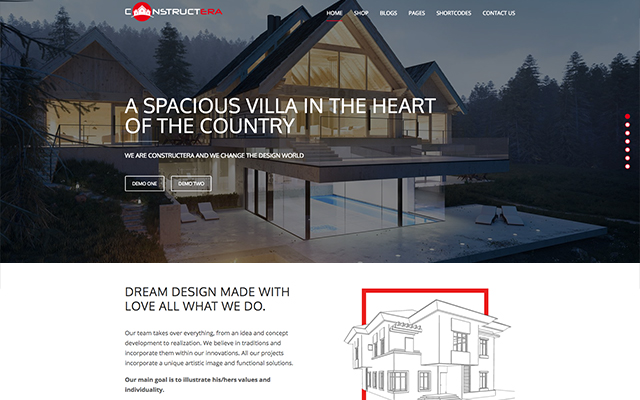 CONSTRUCTERA
HOME SHOP BLOGS PAGES SHORTCODES CONTACT US
A SPACIOUS VILLA IN THE HEART
OF THE COUNTRY
WE ARE CONSTRUCTERA AND WE CHANGE THE DESIGN WORLD
DEMO ONE DEMO TWO
DREAM DESIGN MADE WITH
LOVE ALL WHAT WE DO.
Our team takes over everything, from an idea and concept
development to realization. We believe in traditions and
incorporate them within our innovations. All our projects
incorporate a unique artistic image and functional solutions.
Our main goal is to illustrate his/hers values and
individuality.